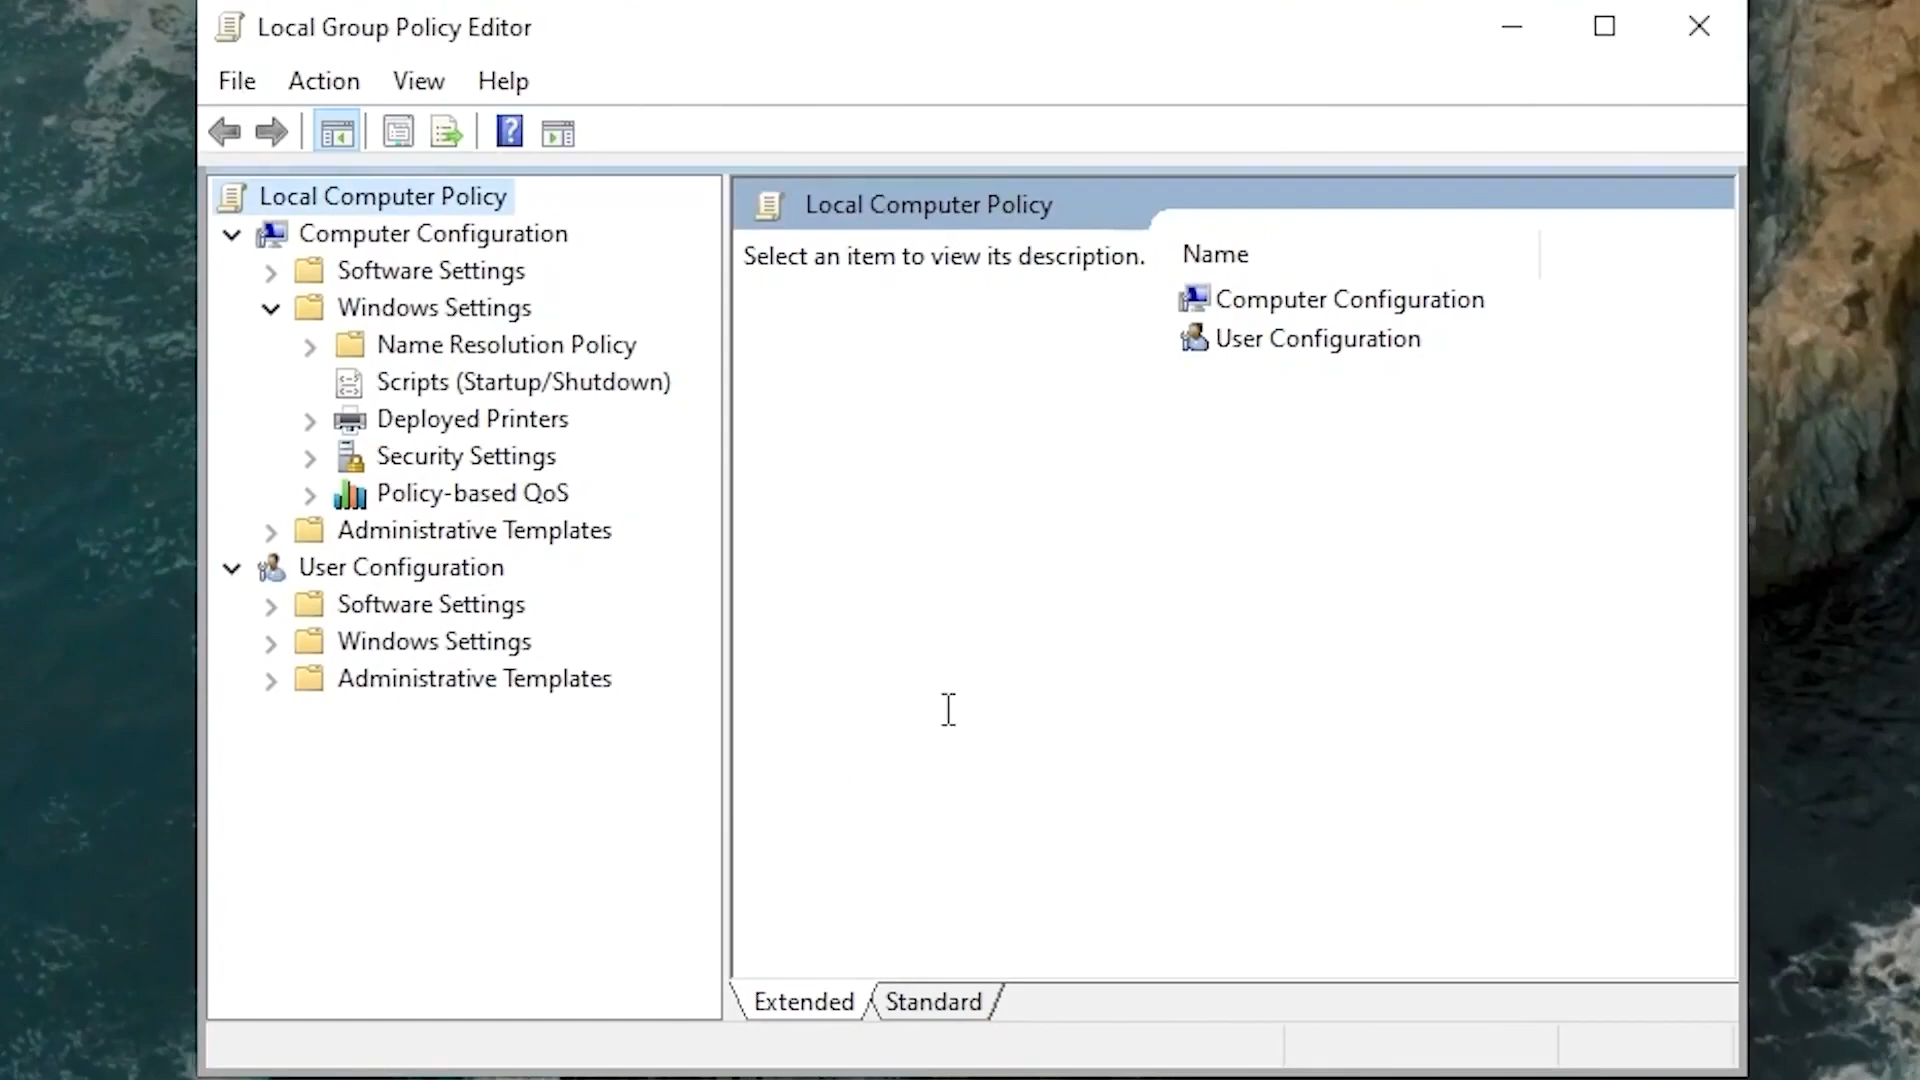 Local Group Policy Editor
File Action View Help
Local Computer Policy
Computer Configuration
Software Settings
Windows Settings
Name Resolution Policy
Scripts (Startup/Shutdown)
Deployed Printers
Security Settings
Policy-based QoS
Administrative Templates
User Configuration
Software Settings
Windows Settings
Administrative Templates
Local Computer Policy
Select an item to view its description.
Name
Computer Configuration
User Configuration
Extended Standard